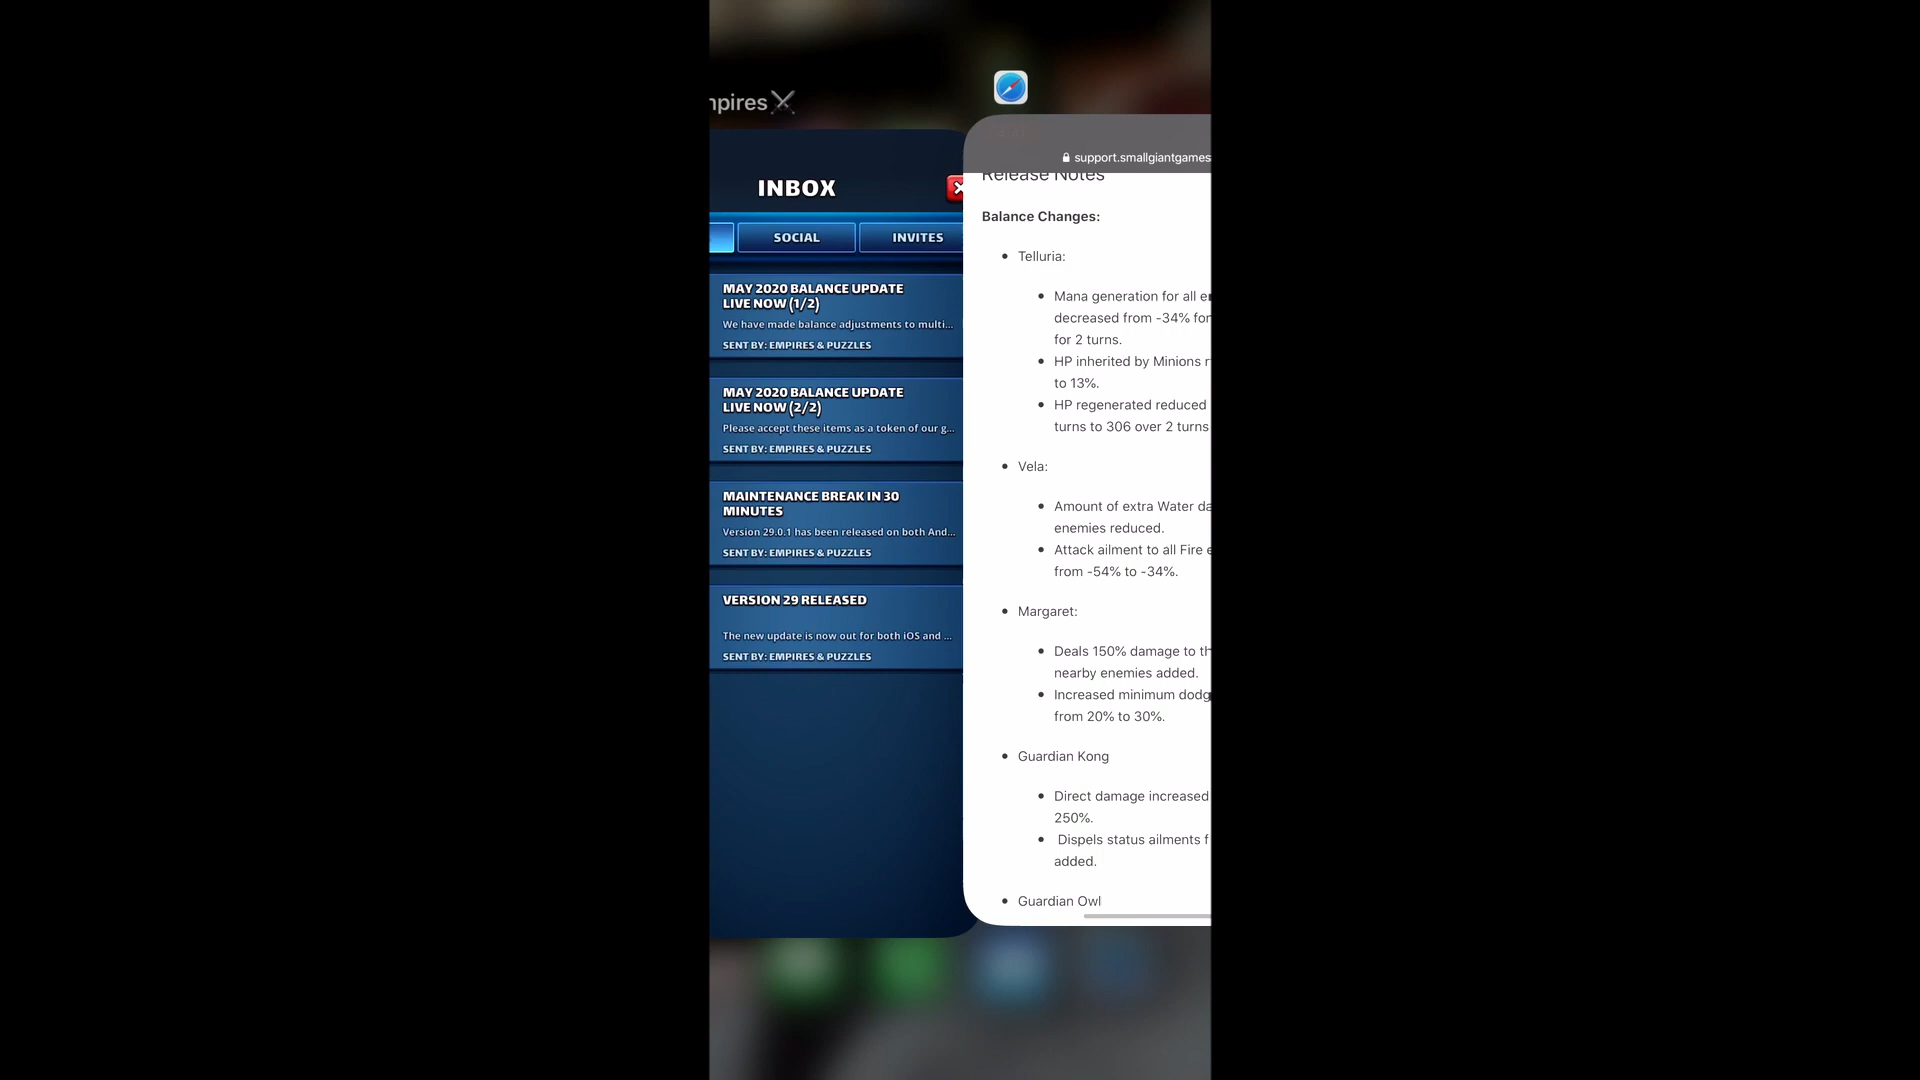 INBOX
SOCIAL
INVITES
MAY 2020 BALANCE UPDATE
LIVE NOW (1/2)
We have made balance adjustments to multi...
SENT BY: EMPIRES & PUZZLES
MAY 2020 BALANCE UPDATE
LIVE NOW (2/2)
Please accept these items as a token of our g...
SENT BY: EMPIRES & PUZZLES
MAINTENANCE BREAK IN 30
MINUTES
Version 29.0.1 has been released on both And...
SENT BY: EMPIRES & PUZZLES
VERSION 29 RELEASED
The new update is now out for both iOS and ...
SENT BY: EMPIRES & PUZZLES
support.smallgiantgames
Release Notes
Balance Changes:
Telluria:
Mana generation for all
decreased from -34% for
for 2 turns.
HP inherited by Minions
to 13%.
HP regenerated reduced
turns to 306 over 2 turns
Vela:
Amount of extra Water
enemies reduced.
Attack ailment to all Fire
from -54% to -34%.
Margaret:
Deals 150% damage to
nearby enemies added.
Increased minimum
from 20% to 30%.
Guardian Kong
Direct damage increased
250%.
Dispels status ailments
added.
Guardian Owl